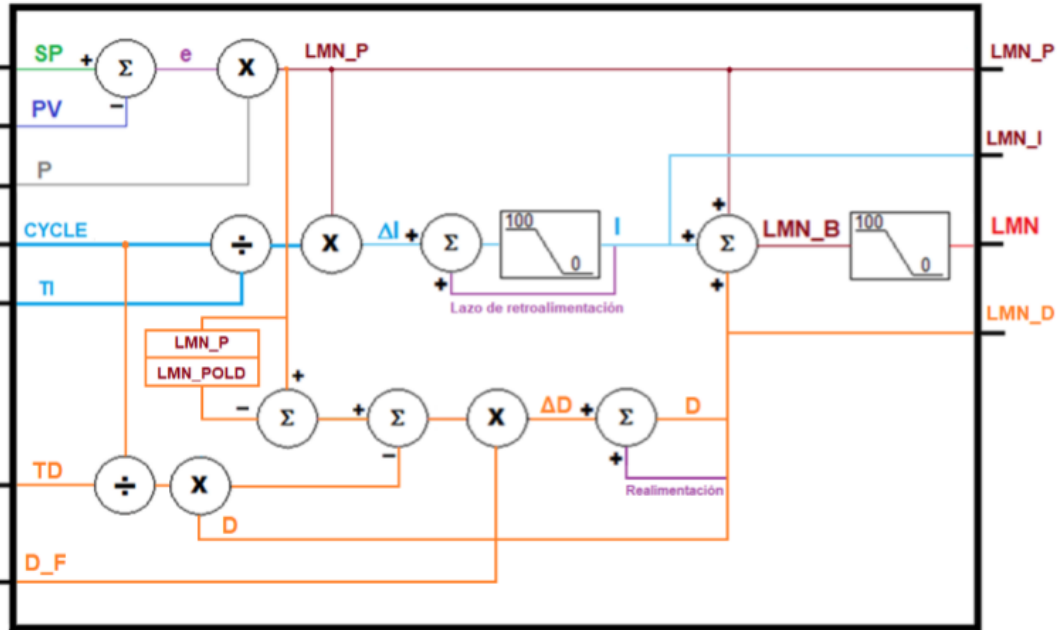 SP
+
Σ
e
X
LMN_P
LMN_P
PV
−
P
LMN_I
CYCLE
÷
X
ΔI
+
Σ
+
100
0
I
+
+
Σ
+
LMN_B
100
0
LMN
TI
Lazo de retroalimentación
LMN_D
LMN_P
LMN_POLD
+
−
Σ
+
Σ
−
X
ΔD
+
Σ
+
D
TD
÷
X
Realimentación
D
D_F